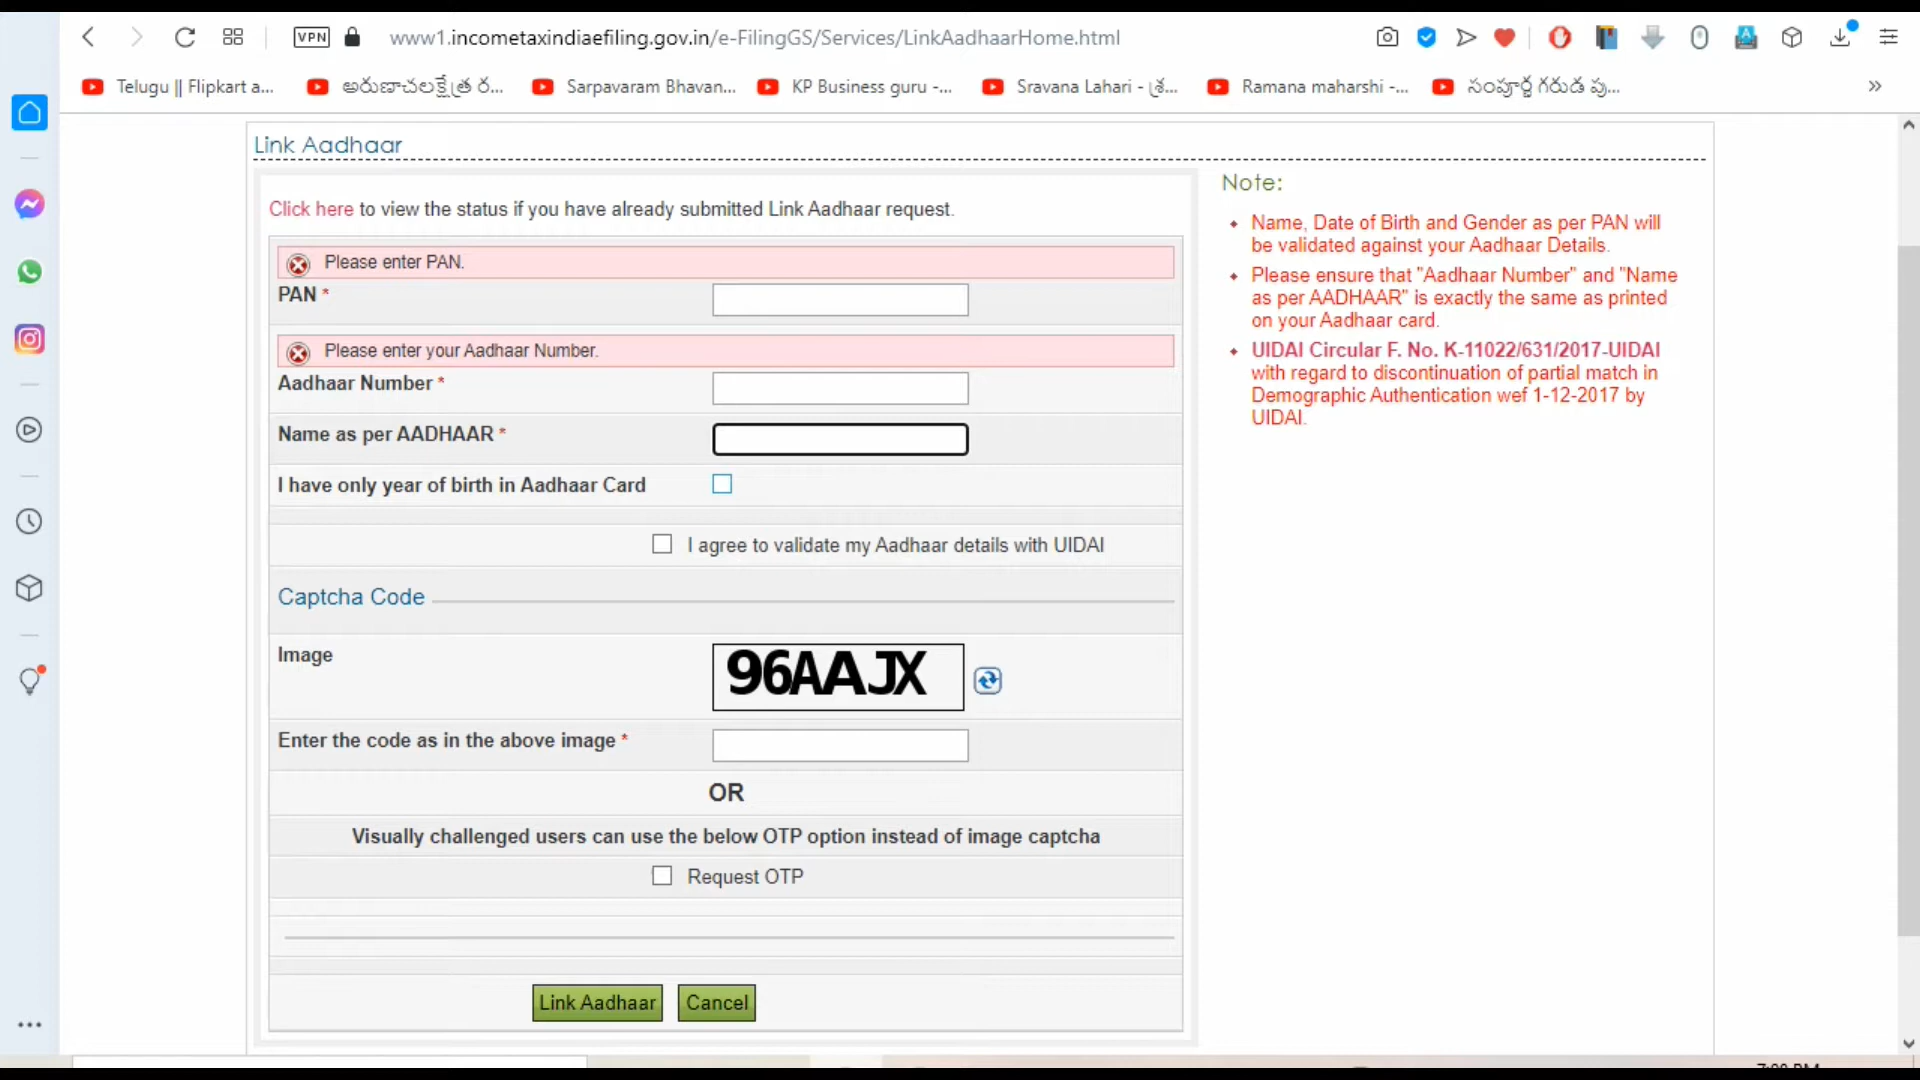 VPN
www1.incometaxindiaefiling.gov.in/e-FilingGS/Services/LinkAadhaarHome.html
Telugu || Flipkart a...
అరుణాచలక్షేత్ర ర...
Sarpavaram Bhavan...
KP Business guru -...
Sravana Lahari - శ్ర...
Ramana maharshi -...
సంపూర్ణ గరుడ పు...
Link Aadhaar
Click here to view the status if you have already submitted Link Aadhaar request.
Please enter PAN.
PAN *
Please enter your Aadhaar Number.
Aadhaar Number *
Name as per AADHAAR *
I have only year of birth in Aadhaar Card
I agree to validate my Aadhaar details with UIDAI
Captcha Code
Image
96AAJX
Enter the code as in the above image *
OR
Visually challenged users can use the below OTP option instead of image captcha
Request OTP
Link Aadhaar
Cancel
Note:
Name, Date of Birth and Gender as per PAN will
be validated against your Aadhaar Details.
Please ensure that "Aadhaar Number" and "Name
as per AADHAAR" is exactly the same as printed
on your Aadhaar card.
UIDAI Circular F. No. K-11022/631/2017-UIDAI
with regard to discontinuation of partial match in
Demographic Authentication wef 1-12-2017 by
UIDAI.